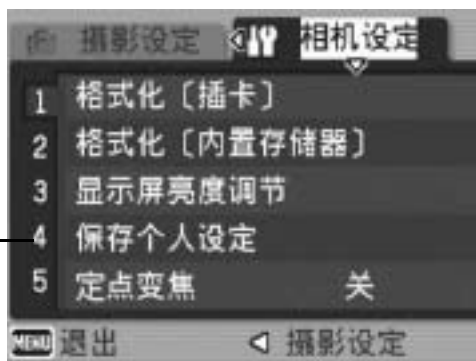 摄影设定 相机设定
1 格式化〔插卡〕
2 格式化〔内置存储器〕
3 显示屏亮度调节
4 保存个人设定
5 定点变焦 关
MENU 退出 ◁ 摄影设定